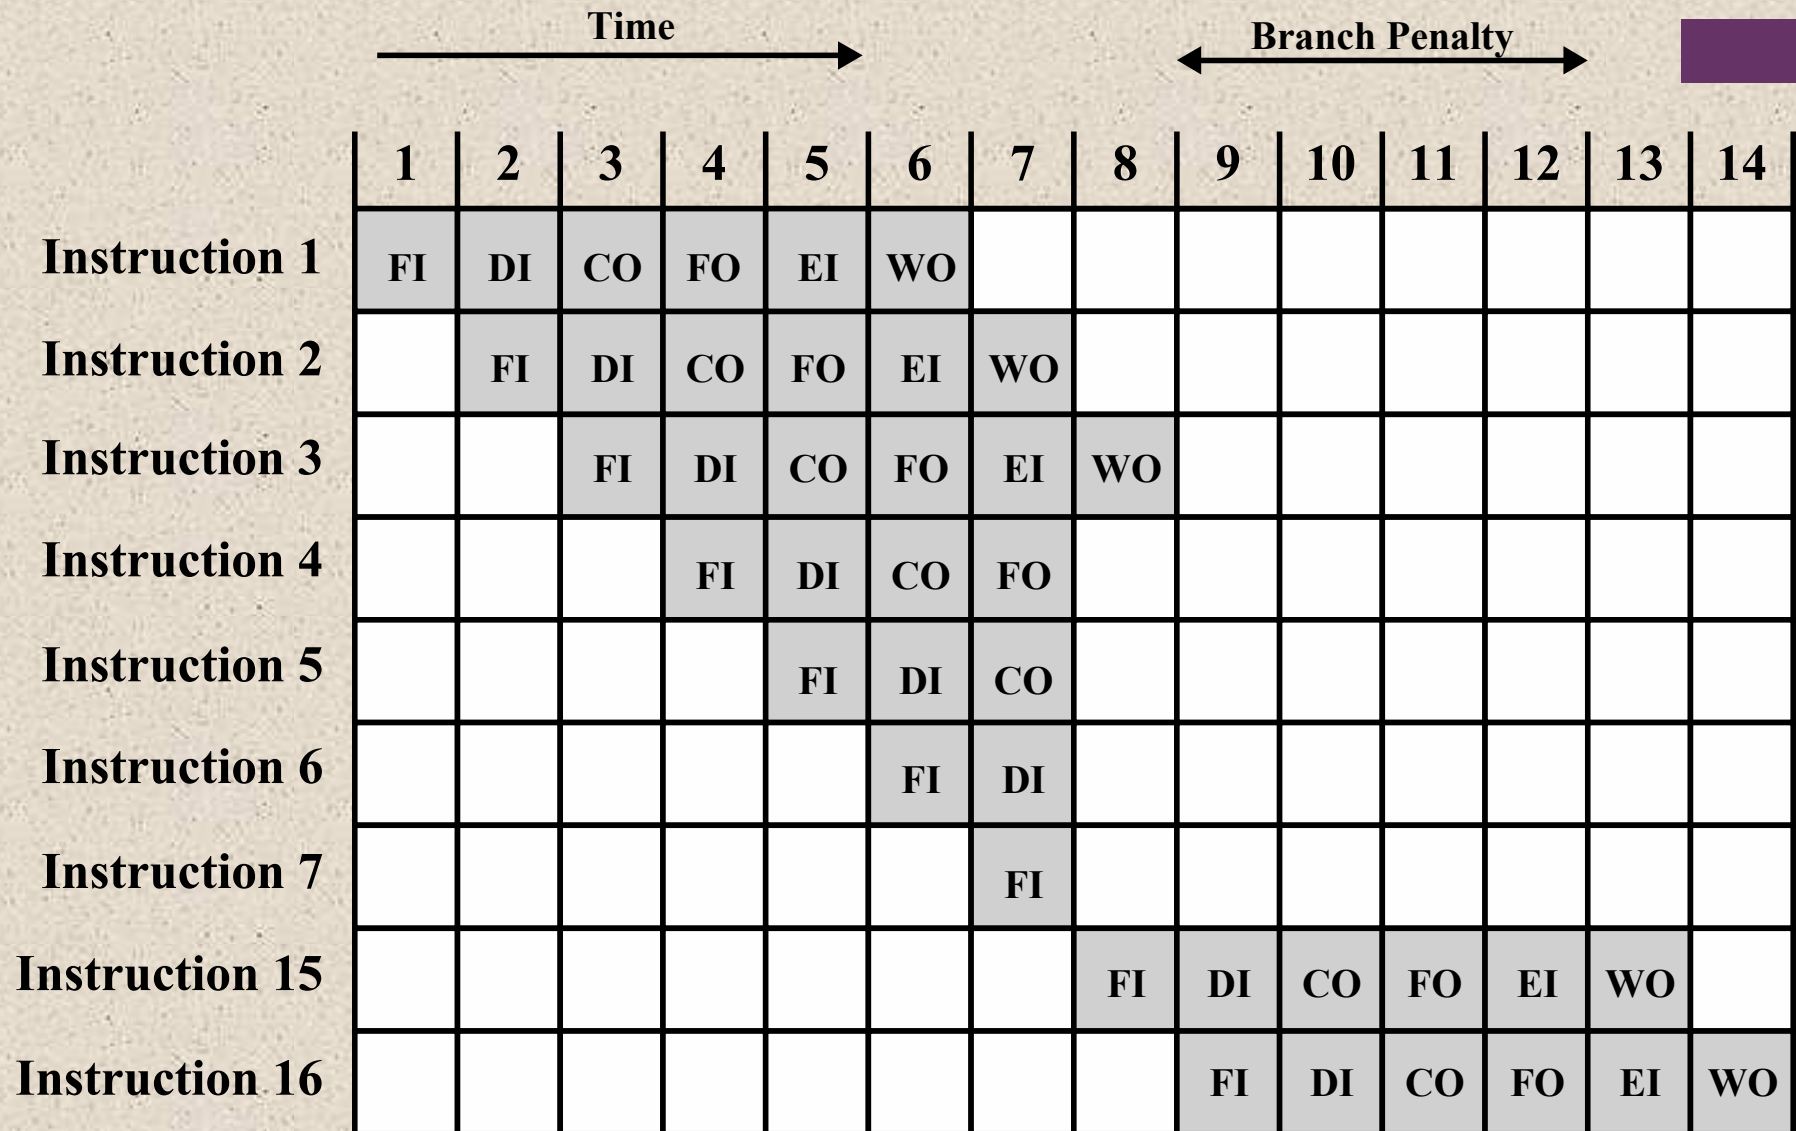 Time
Branch Penalty
1 2 3 4 5 6 7 8 9 10 11 12 13 14
Instruction 1 FI DI CO FO EI WO
Instruction 2 FI DI CO FO EI WO
Instruction 3 FI DI CO FO EI WO
Instruction 4 FI DI CO FO
Instruction 5 FI DI CO
Instruction 6 FI DI
Instruction 7 FI
Instruction 15 FI DI CO FO EI WO
Instruction 16 FI DI CO FO EI WO